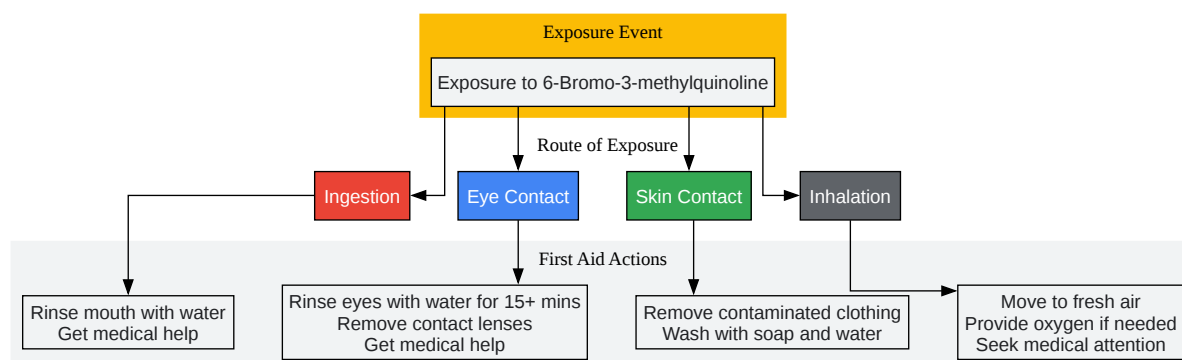 Exposure Event
Exposure to 6-Bromo-3-methylquinoline
Route of Exposure
Ingestion
Eye Contact
Skin Contact
Inhalation
First Aid Actions
Rinse mouth with water
Get medical help
Rinse eyes with water for 15+ mins
Remove contact lenses
Get medical help
Remove contaminated clothing
Wash with soap and water
Move to fresh air
Provide oxygen if needed
Seek medical attention